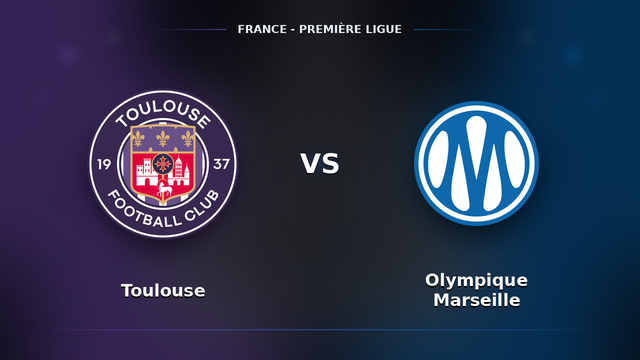 FRANCE - PREMIÈRE LIGUE
TOULOUSE
19 37
FOOTBALL CLUB
VS
M
Toulouse
Olympique
Marseille